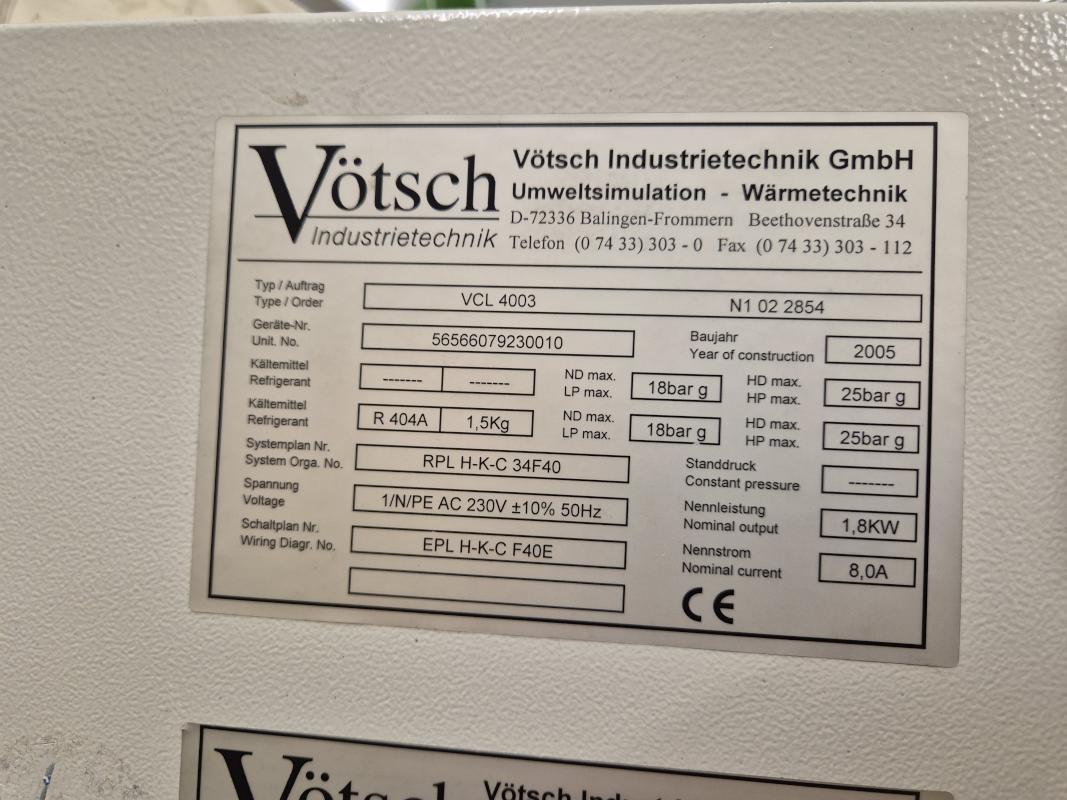 Vötsch
Industrietechnik
Vötsch Industrietechnik GmbH
Umweltsimulation - Wärmetechnik
D-72336 Balingen-Frommern Beethovenstraße 34
Telefon (0 74 33) 303 - 0 Fax (0 74 33) 303 - 112
Typ / Auftrag
Type / Order
VCL 4003 N1 02 2854
Geräte-Nr.
Unit. No.
56566079230010
Baujahr
Year of construction
2005
Kältemittel
Refrigerant
------- -------
ND max.
LP max.
18bar g
HD max.
HP max.
25bar g
Kältemittel
Refrigerant
R 404A 1,5Kg
ND max.
LP max.
18bar g
HD max.
HP max.
25bar g
Systemplan Nr.
System Orga. No.
RPL H-K-C 34F40
Standdruck
Constant pressure
-------
Spannung
Voltage
1/N/PE AC 230V ±10% 50Hz
Nennleistung
Nominal output
1,8KW
Schaltplan Nr.
Wiring Diagr. No.
EPL H-K-C F40E
Nennstrom
Nominal current
8,0A
CE
Vötsch
Vötsch